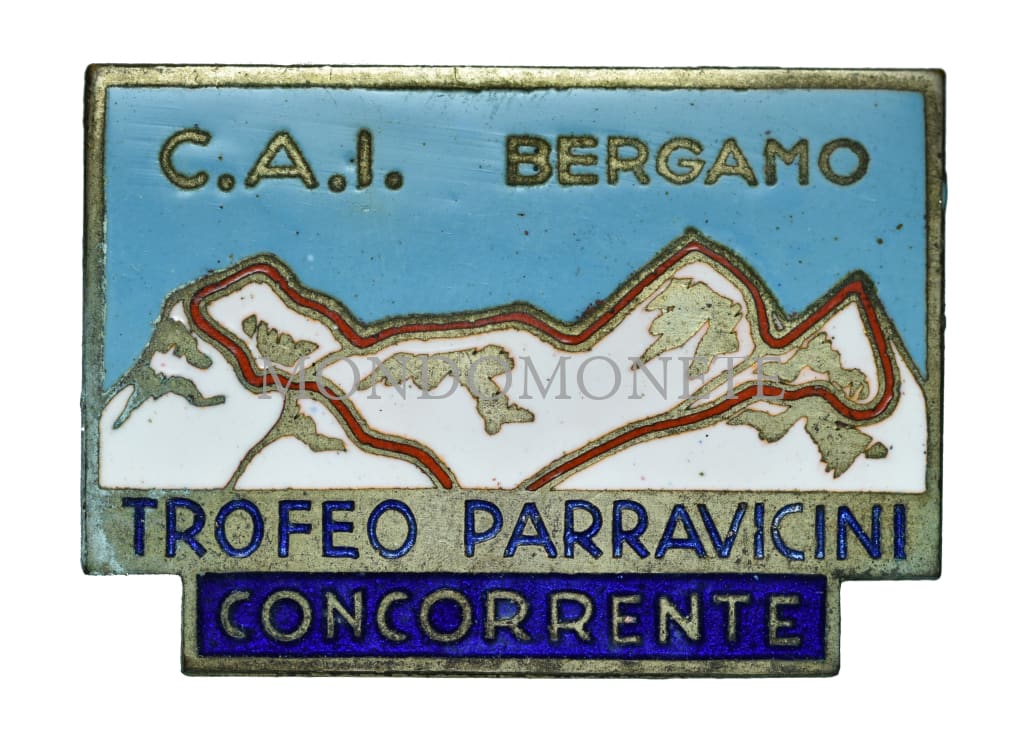 C.A.I. BERGAMO
MONDOMONETE
TROFEO PARRAVICINI
CONCORRENTE